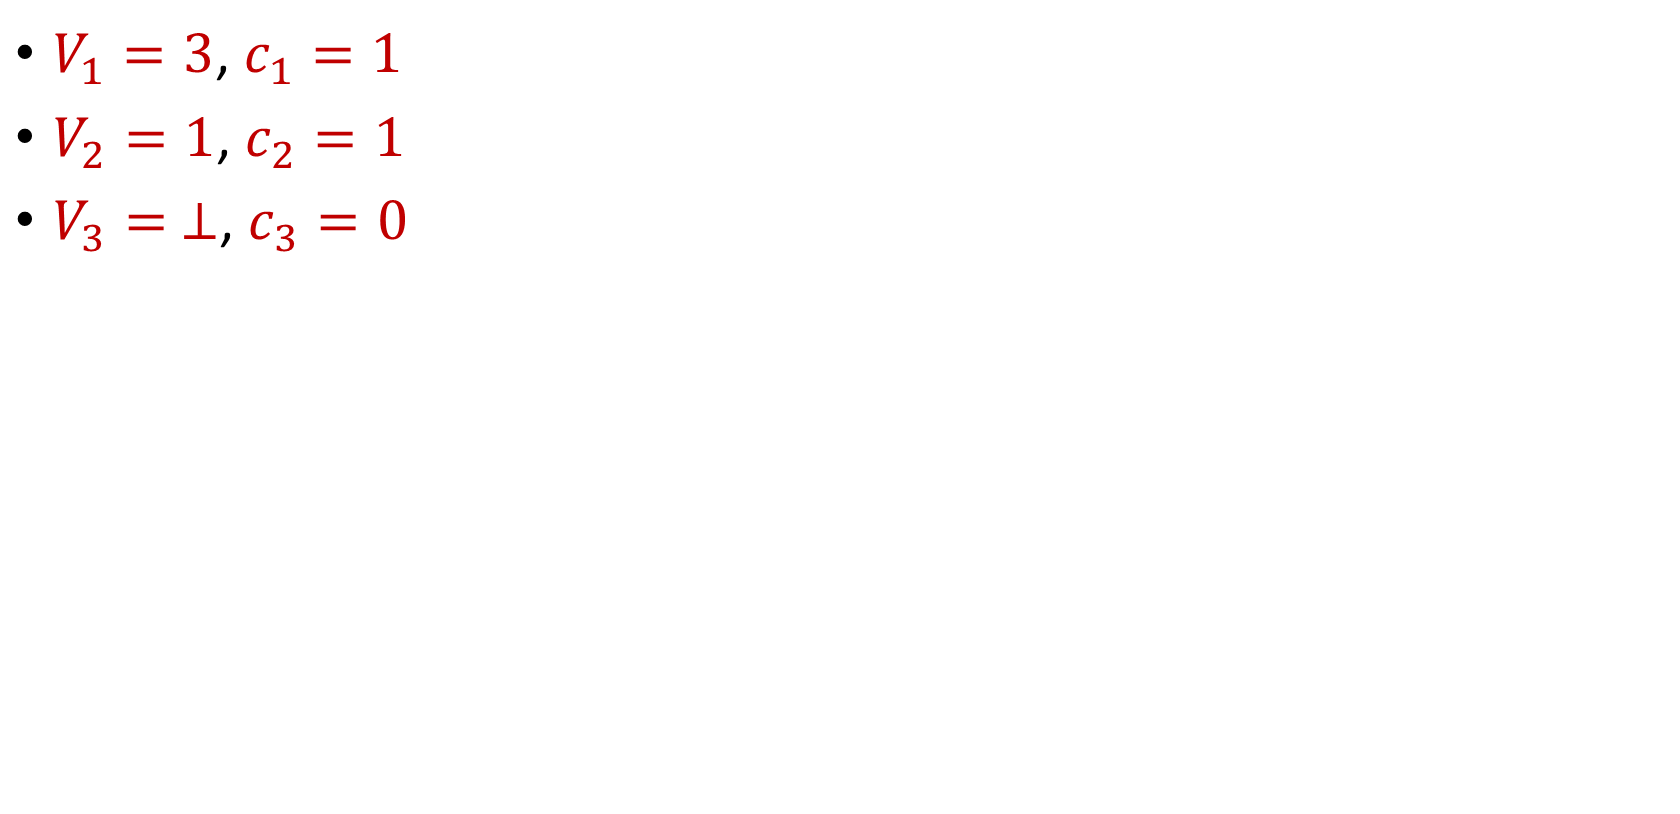 • V₁ = 3, c₁ = 1
• V₂ = 1, c₂ = 1
• V₃ = ⊥, c₃ = 0